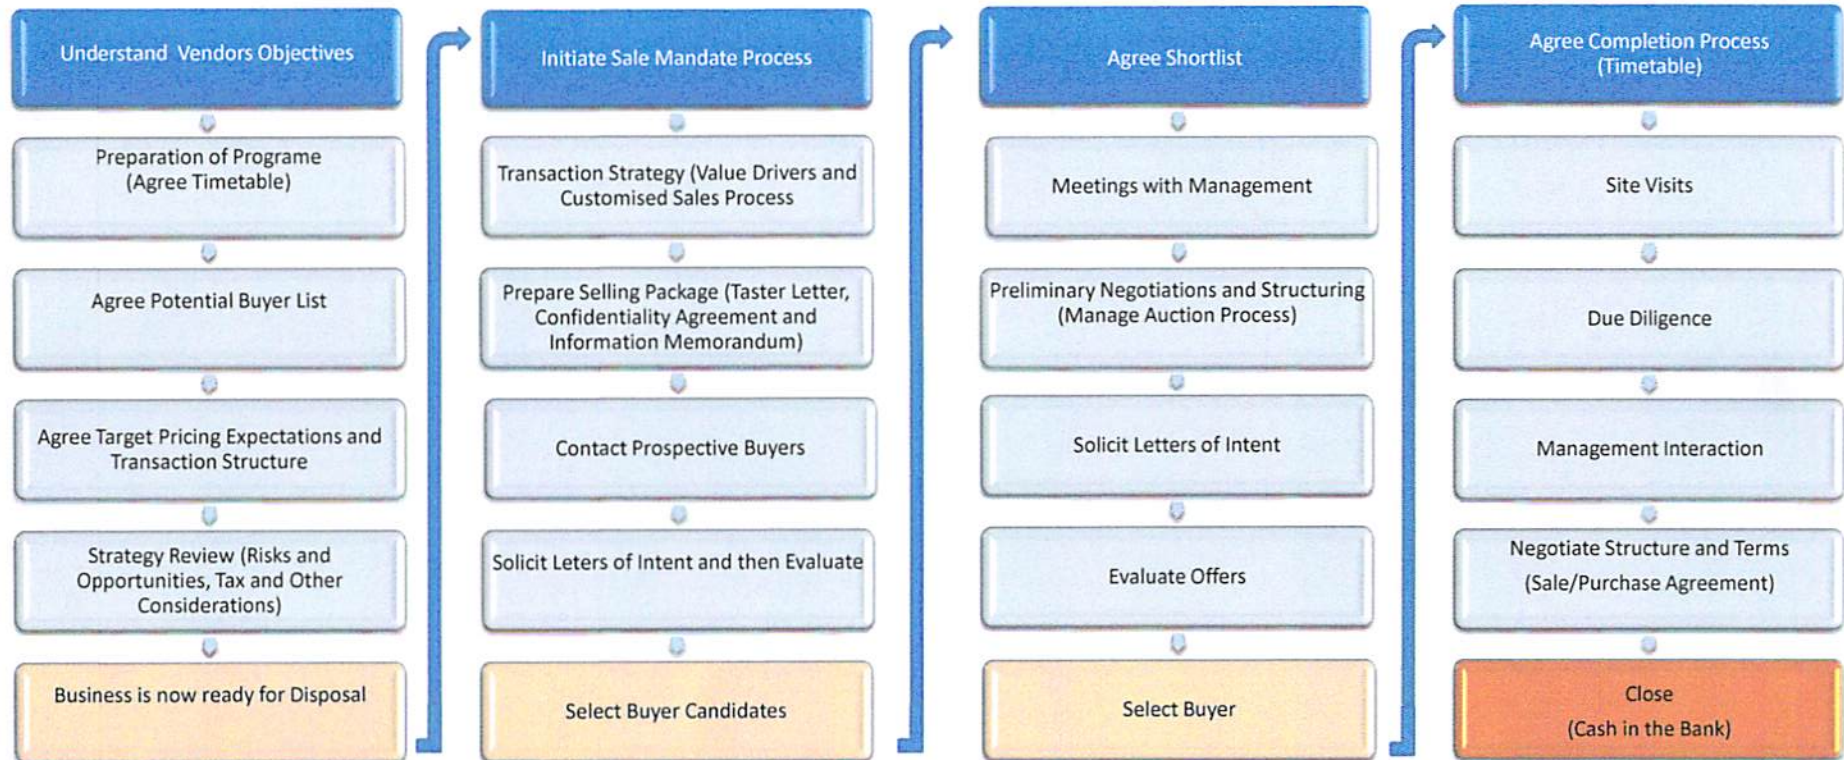 Understand Vendors Objectives
Preparation of Programe
(Agree Timetable)
Agree Potential Buyer List
Agree Target Pricing Expectations and
Transaction Structure
Strategy Review (Risks and
Opportunities, Tax and Other
Considerations)
Business is now ready for Disposal
Initiate Sale Mandate Process
Transaction Strategy (Value Drivers and
Customised Sales Process
Prepare Selling Package (Taster Letter,
Confidentiality Agreement and
Information Memorandum)
Contact Prospective Buyers
Solicit Leters of Intent and then Evaluate
Select Buyer Candidates
Agree Shortlist
Meetings with Management
Preliminary Negotiations and Structuring
(Manage Auction Process)
Solicit Letters of Intent
Evaluate Offers
Select Buyer
Agree Completion Process
(Timetable)
Site Visits
Due Diligence
Management Interaction
Negotiate Structure and Terms
(Sale/Purchase Agreement)
Close
(Cash in the Bank)